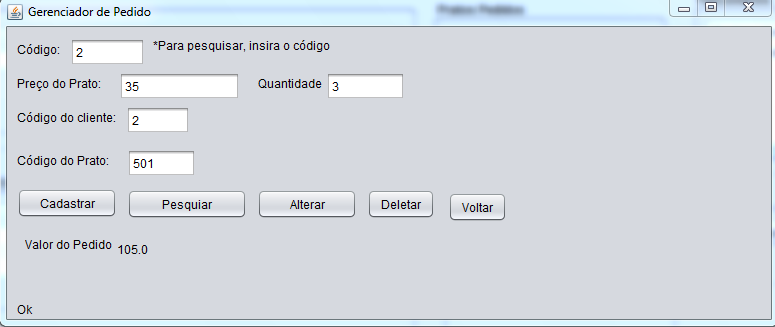 Gerenciador de Pedido
Código: 2 *Para pesquisar, insira o código
Preço do Prato: 35 Quantidade 3
Código do cliente: 2
Código do Prato: 501
Cadastrar Pesquiar Alterar Deletar Voltar
Valor do Pedido 105.0
Ok